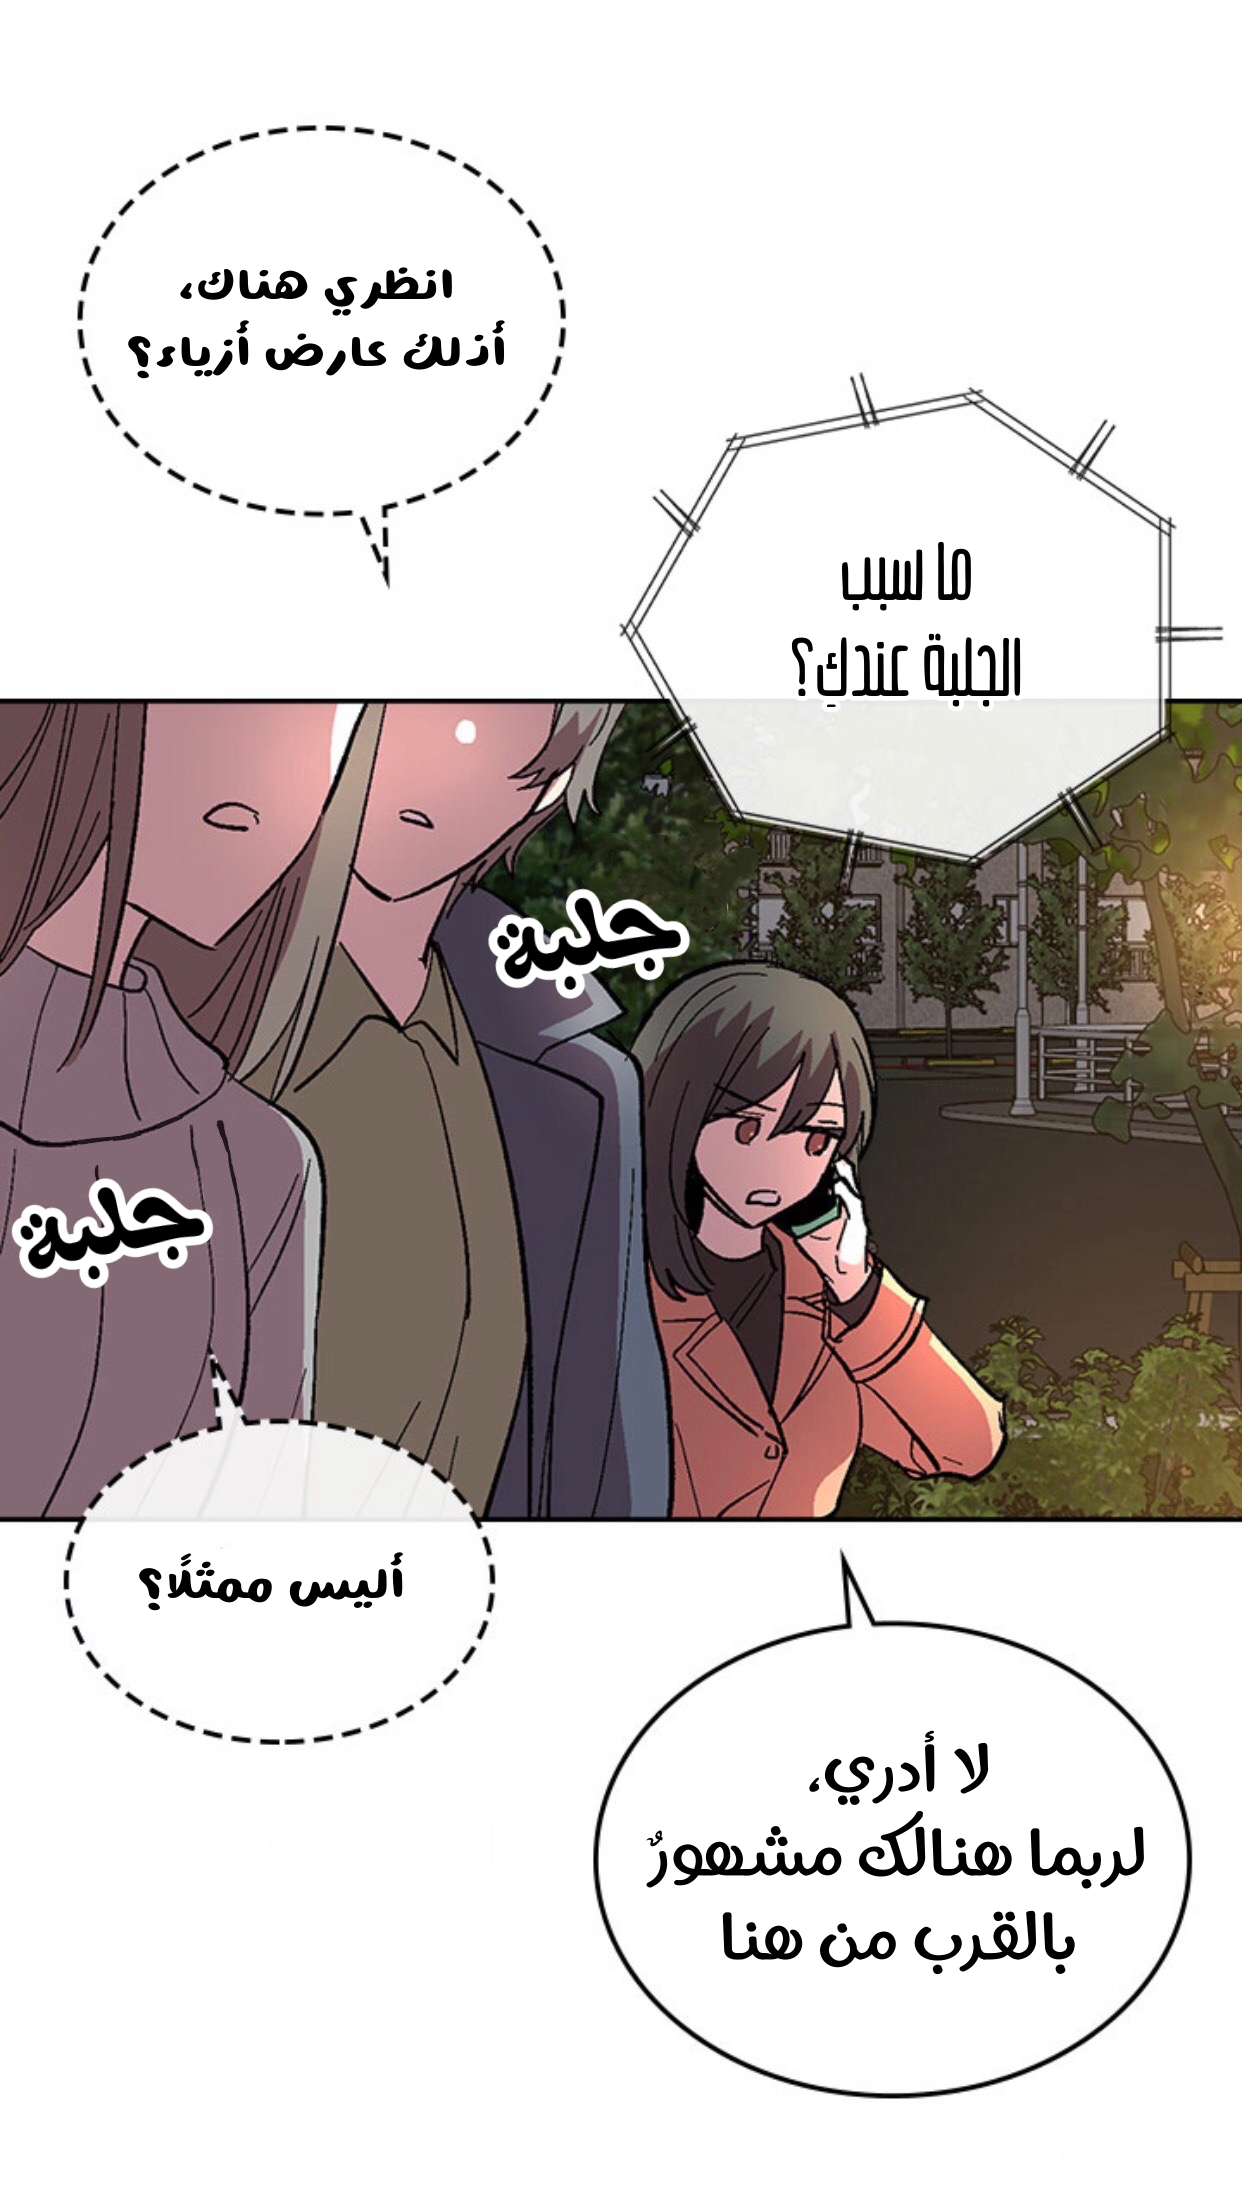 انظري هناك،
أذلك عارض أزياء؟
ما سبب
الجلبة عندكِ؟
جلبة
جلبة
أليس ممثلًا؟
لا أدري،
لربما هنالك مشهورٌ
بالقرب من هنا